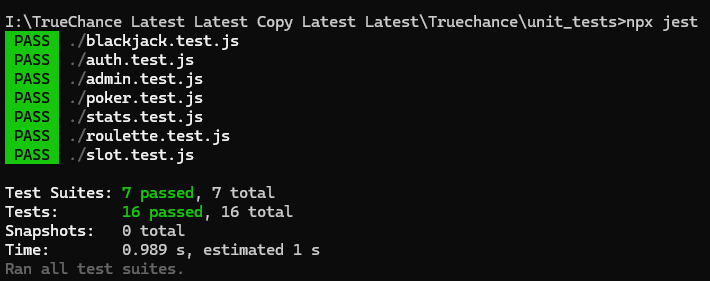 I:\TrueChance Latest Latest Copy Latest Latest\Truechance\unit_tests>npx jest
PASS ./blackjack.test.js
PASS ./auth.test.js
PASS ./admin.test.js
PASS ./poker.test.js
PASS ./stats.test.js
PASS ./roulette.test.js
PASS ./slot.test.js
Test Suites: 7 passed, 7 total
Tests: 16 passed, 16 total
Snapshots: 0 total
Time: 0.989 s, estimated 1 s
Ran all test suites.